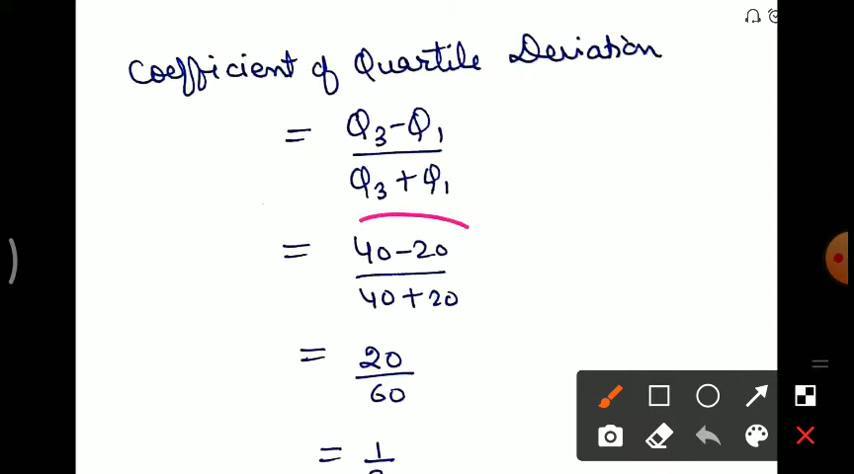 Coefficient of Quartile Deviation
= Q₃-Q₁
Q₃+Q₁
= 40-20
40+20
= 20
60
= 1